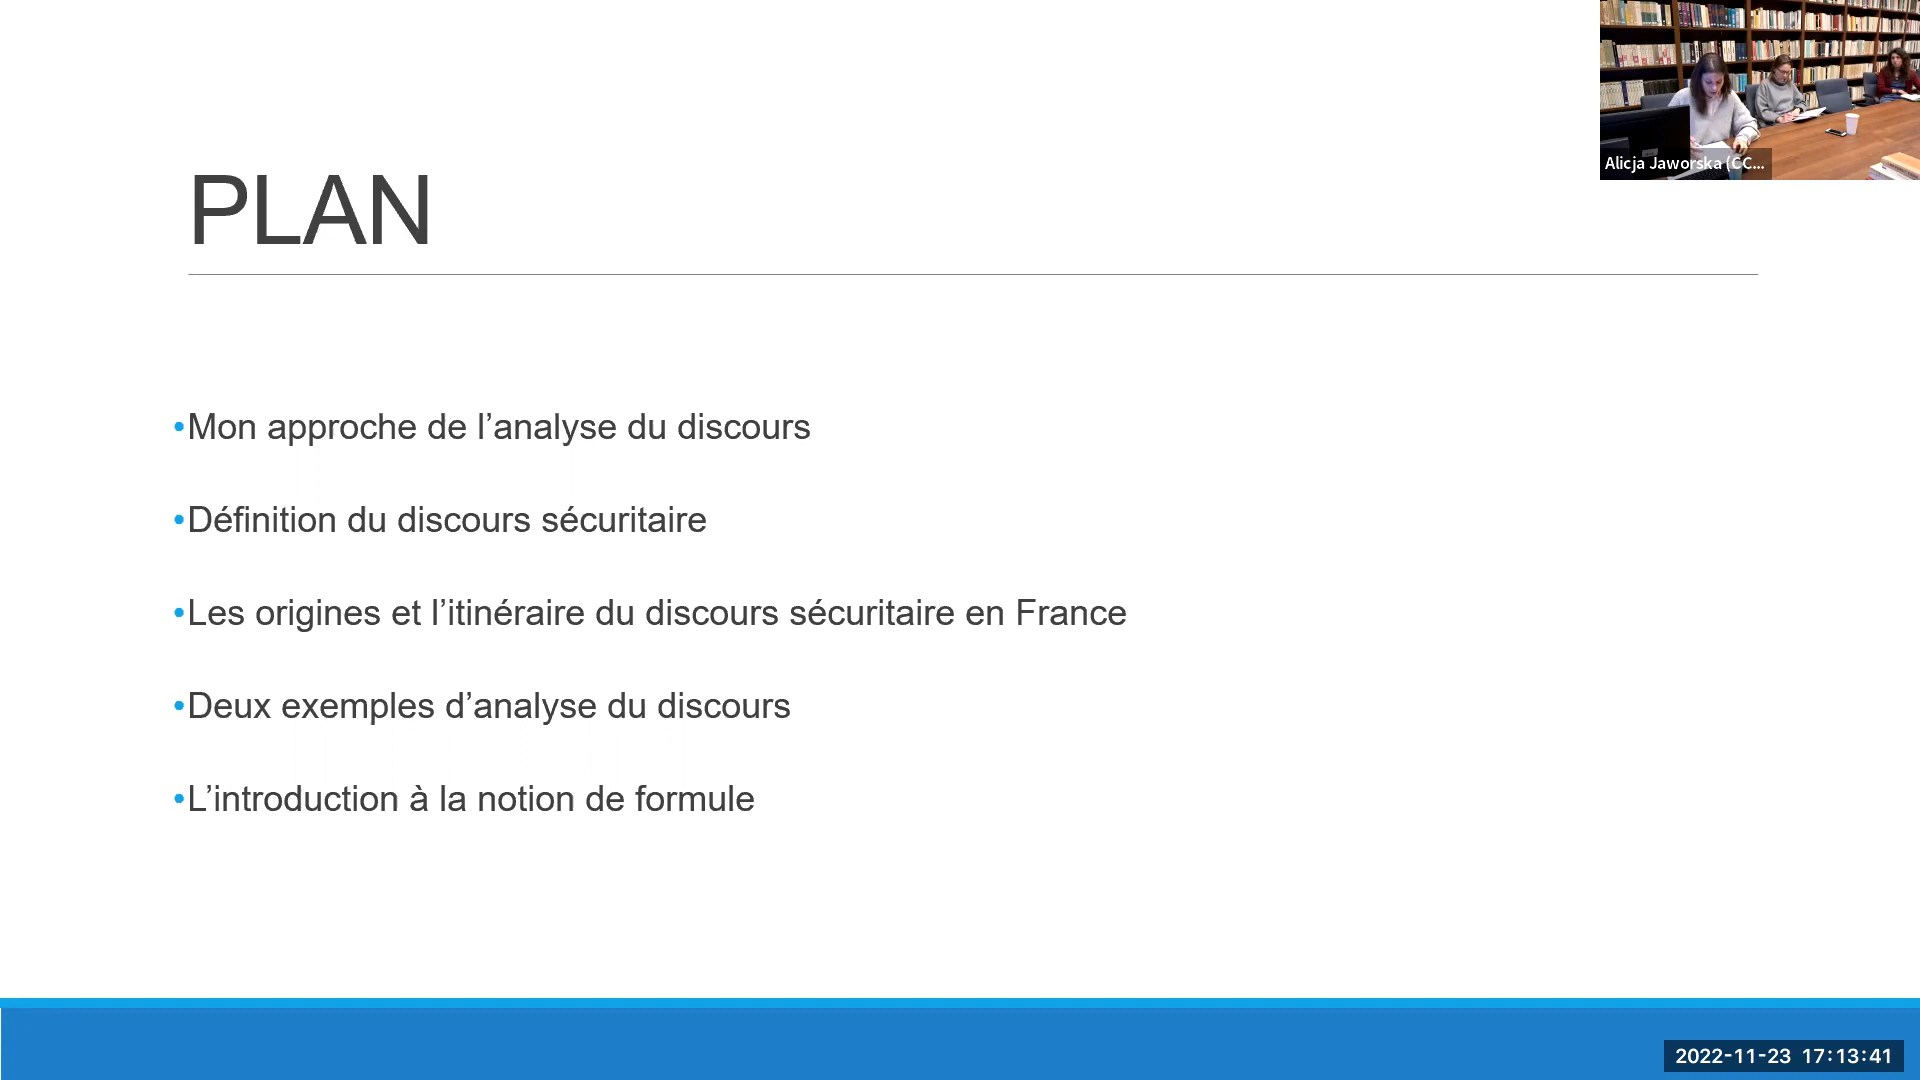 Alicja Jaworska (CC...
PLAN
•Mon approche de l’analyse du discours
•Définition du discours sécuritaire
•Les origines et l’itinéraire du discours sécuritaire en France
•Deux exemples d’analyse du discours
•L’introduction à la notion de formule
2022-11-23 17:13:41